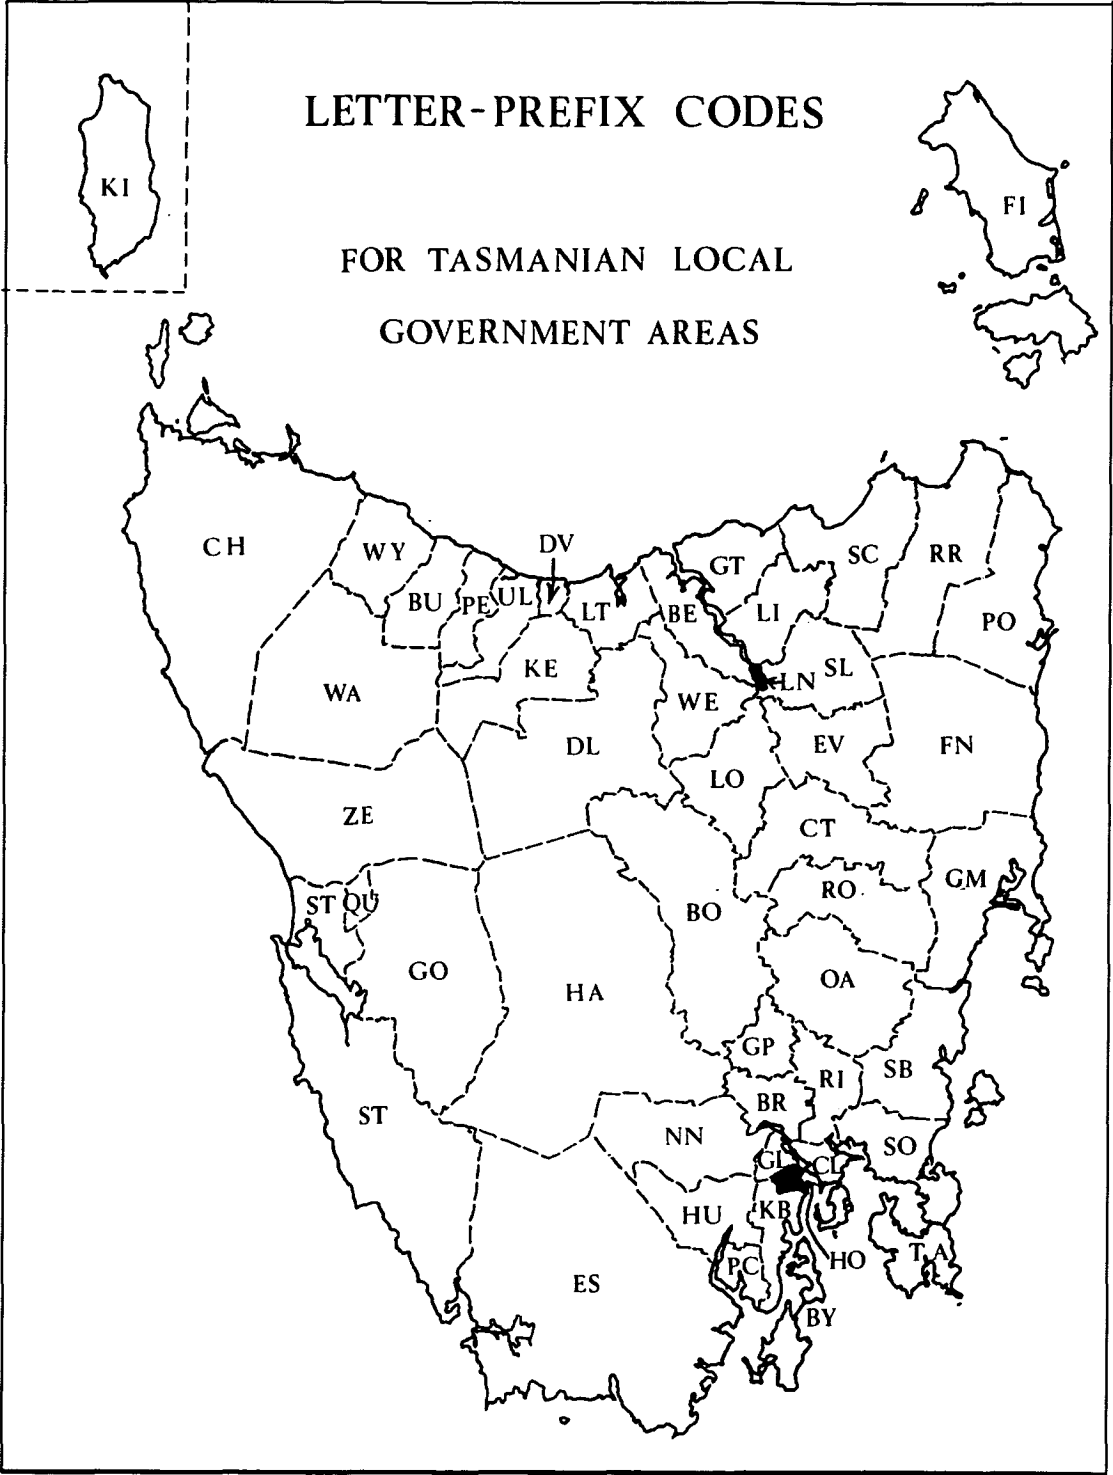 LETTER-PREFIX CODES
KI
FI
FOR TASMANIAN LOCAL
GOVERNMENT AREAS
CH
WY
DV
GT
SC
RR
BU
PE
UL
LT
BE
LI
PO
WA
KE
WE
LN
SL
DL
LO
EV
FN
ZE
CT
ST
QU
BO
RO
GM
GO
HA
OA
GP
RI
SB
ST
BR
NN
GL
CL
SO
HU
KB
HO
TA
PC
ES
BY